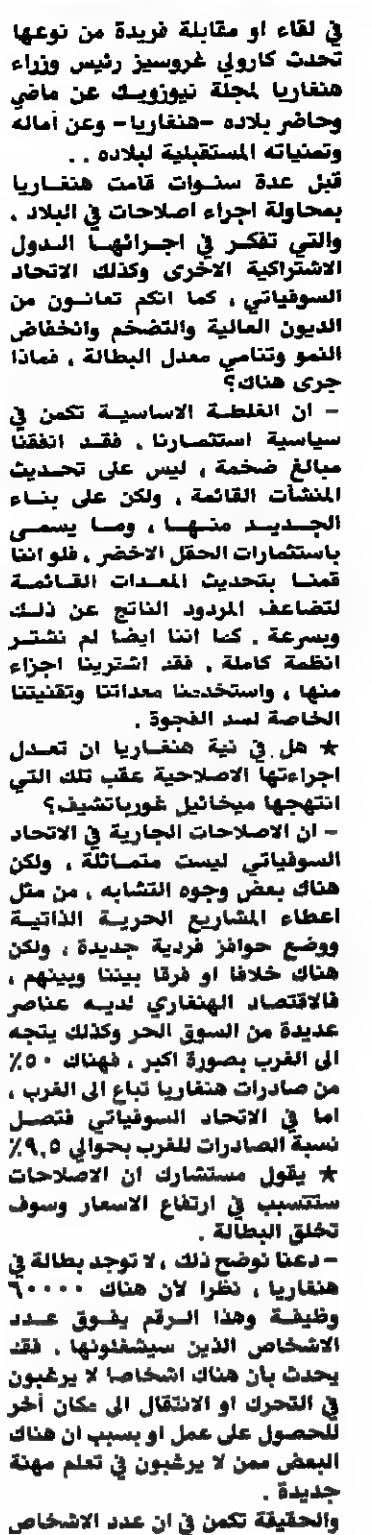 في لقاء او مقابلة فريدة من نوعها
تحدث كارولي غروسيز رئيس وزراء
هنغاريا لمجلة نيوزويك عن ماضي
وحاضر بلاده -هنغاريا- وعن آماله
وتمنياته المستقبلية لبلاده ..
قبل عدة سنوات قامت هنغاريا
بمحاولة اجراء اصلاحات في البلاد ،
والتي تفكر في اجرائها الدول
الاشتراكية الاخرى وكذلك الاتحاد
السوفياتي ، كما انكم تعانون من
الديون العالية والتضخم وانخفاض
النمو وتنامي معدل البطالة ، فماذا
جرى هناك؟
- ان الغلطة الاساسية تكمن في
سياسية استثمارنا ، فقد انفقنا
مبالغ ضخمة ، ليس على تحديث
المنشآت القائمة ، ولكن على بناء
الجديد منها ، وما يسمى
باستثمارات الحقل الاخضر ، فلو اننا
قمنا بتحديث المعدات القائمة
لتضاعف المردود الناتج عن ذلك
وبسرعة . كما اننا ايضا لم نشتر
انظمة كاملة . فقد اشترينا اجزاء
منها ، واستخدمنا معداتنا وتقنيتنا
الخاصة لسد الفجوة .
★ هل في نية هنغاريا ان تعدل
اجراءتها الاصلاحية عقب تلك التي
انتهجها ميخائيل غورباتشيف؟
- ان الاصلاحات الجارية في الاتحاد
السوفياتي ليست متماثلة ، ولكن
هناك بعض وجوه التشابه ، من مثل
اعطاء المشاريع الحرية الذاتية
ووضع حوافز فردية جديدة ، ولكن
هناك خلافا او فرقا بيننا وبينهم ،
فالاقتصاد الهنغاري لديه عناصر
عديدة من السوق الحر وكذلك يتجه
الى الغرب بصورة اكبر ، فهناك ٥٠٪
من صادرات هنغاريا تباع الى الغرب ،
اما في الاتحاد السوفياتي فتصل
نسبة الصادرات للغرب بحوالي ٩,٥٪
★ يقول مستشارك ان الاصلاحات
ستتسبب في ارتفاع الاسعار وسوف
تخلق البطالة .
- دعنا نوضح ذلك ، لا توجد بطالة في
هنغاريا ، نظرا لان هناك ٦٠٠٠٠
وظيفة وهذا الرقم يفوق عدد
الاشخاص الذين سيشغلونها . فقد
يحدث بأن هناك اشخاصا لا يرغبون
في التحرك او الانتقال الى مكان آخر
للحصول على عمل او بسبب ان هناك
البعض ممن لا يرغبون في تعلم مهنة
جديدة .
والحقيقة تكمن في ان عدد الاشخاص